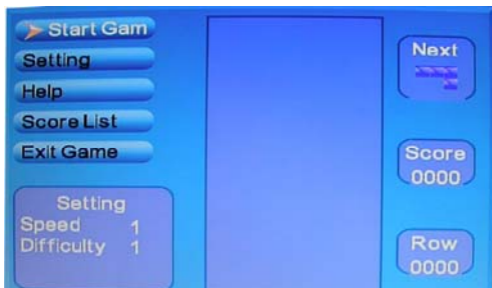 Start Gam
Setting
Help
Score List
Exit Game
Setting
Speed 1
Difficulty 1
Next
Score
0000
Row
0000